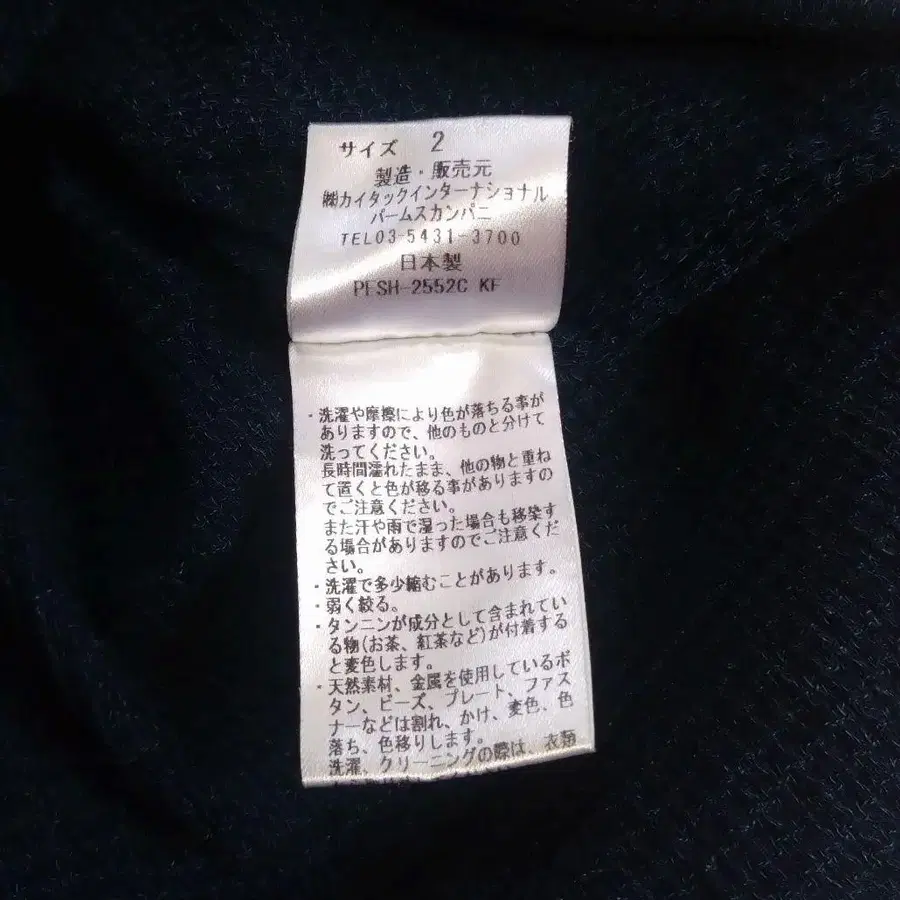 サイズ 2
製造・販売元
㈱カイタックインターナショナル
パームスカンパニ
TEL03-5431-3700
日本製
PFSH-2552C KF
・洗濯や摩擦により色が落ちる事が
ありますので、他のものと分けて
洗ってください。
長時間濡れたまま、他の物と重ね
て置くと色が移る事がありますの
でご注意ください。
また汗や雨で湿った場合も移染す
る場合がありますのでご注意くだ
さい。
・洗濯で多少縮むことがあります。
・弱く絞る。
・タンニンが成分として含まれてい
る物(お茶、紅茶など)が付着する
と変色します。
・天然素材、金属を使用しているボ
タン、ビーズ、プレート、ファス
ナーなどは割れ、かけ、変色、色
落ち、色移りします。
洗濯、クリーニングの際は、衣類